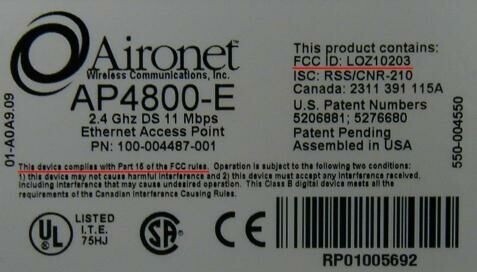 Aironet
Wireless Communications, Inc.
AP4800-E
2.4 Ghz DS 11 Mbps
Ethernet Access Point
PN: 100-004487-001
01-A0A9.09
This product contains:
FCC ID: LOZ10203
ISC: RSS/CNR-210
Canada: 2311 391 115A
U.S. Patent Numbers
5206881; 5276680
Patent Pending
Assembled in USA
550-004550
This device complies with Part 15 of the FCC rules. Operation is subject to the following two conditions:
1) this device may not cause harmful interference and 2) this device must accept any interference received,
including interference that may cause undesired operation. This Class B digital device meets all the
requirements of the Canadian Interference Causing Rules.
UL
LISTED
I.T.E.
75HJ
SA
CE
RP01005692